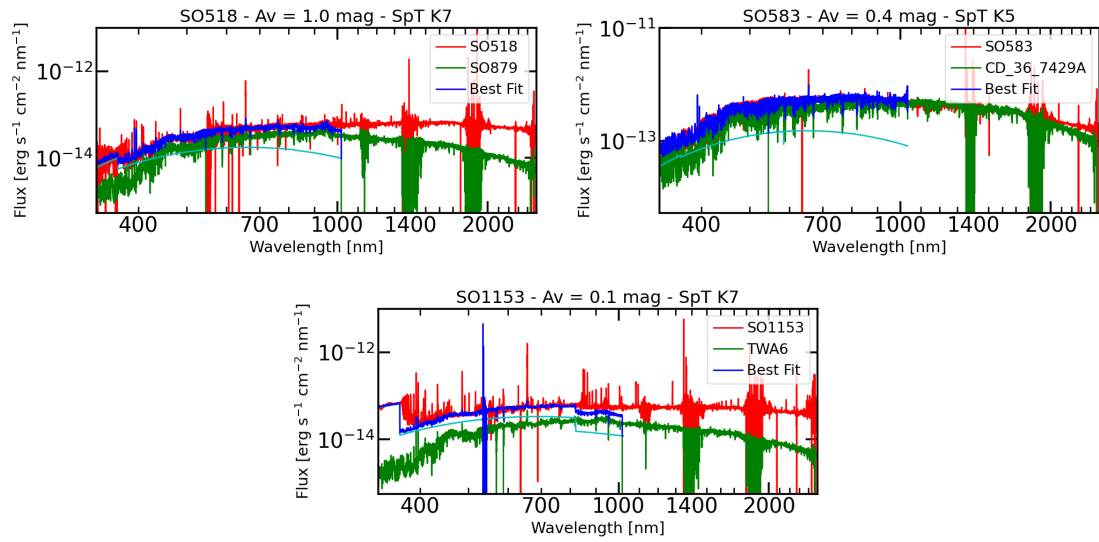 SO518 - Av = 1.0 mag - SpT K7
Flux [erg s⁻¹ cm⁻² nm⁻¹]
10⁻¹²
10⁻¹⁴
SO518
SO879
Best Fit
400 700 1000 1400 2000
Wavelength [nm]
SO583 - Av = 0.4 mag - SpT K5
Flux [erg s⁻¹ cm⁻² nm⁻¹]
10⁻¹¹
10⁻¹³
SO583
CD_36_7429A
Best Fit
400 700 1000 1400 2000
Wavelength [nm]
SO1153 - Av = 0.1 mag - SpT K7
Flux [erg s⁻¹ cm⁻² nm⁻¹]
10⁻¹²
10⁻¹⁴
SO1153
TWA6
Best Fit
400 700 1000 1400 2000
Wavelength [nm]